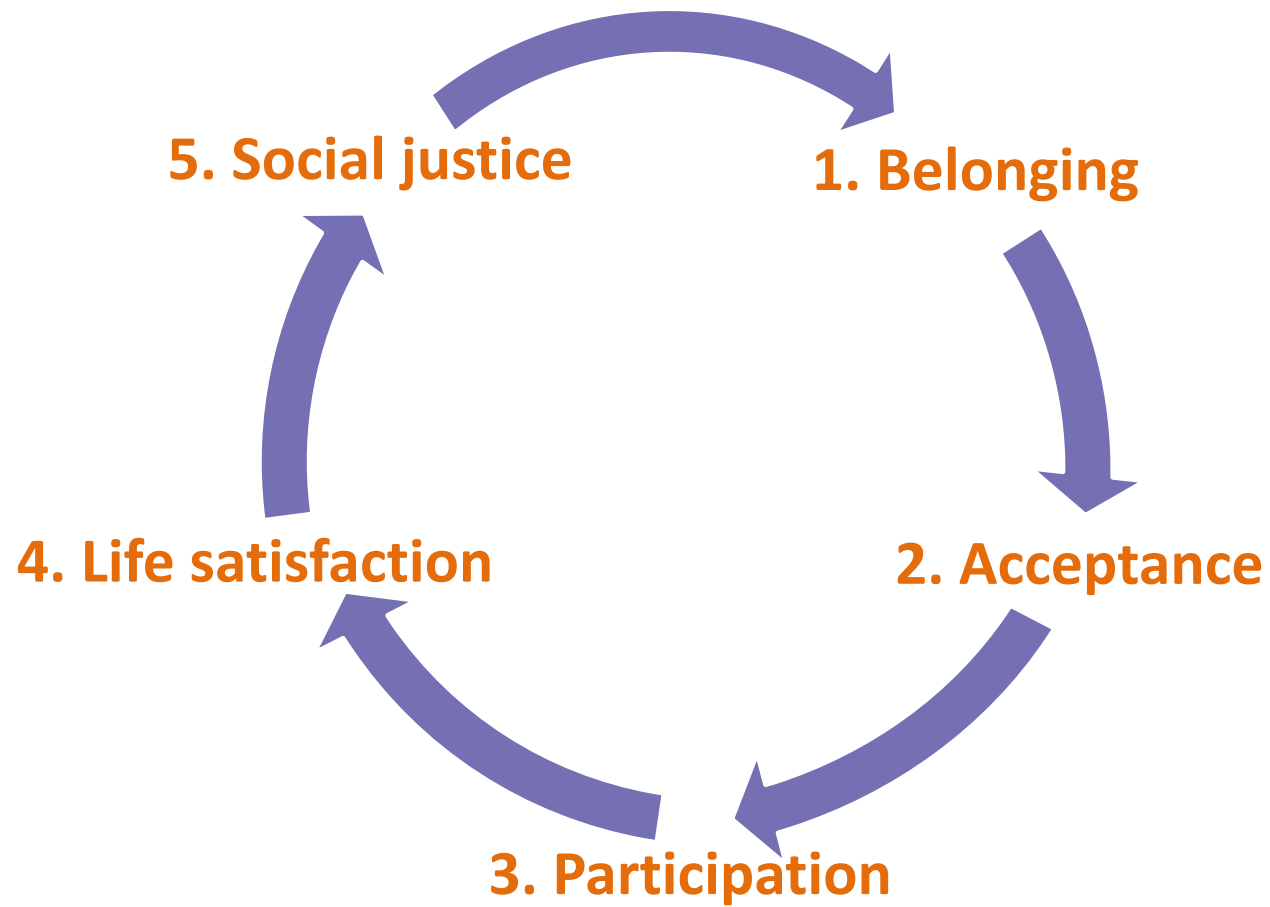 5. Social justice
1. Belonging
4. Life satisfaction
2. Acceptance
3. Participation